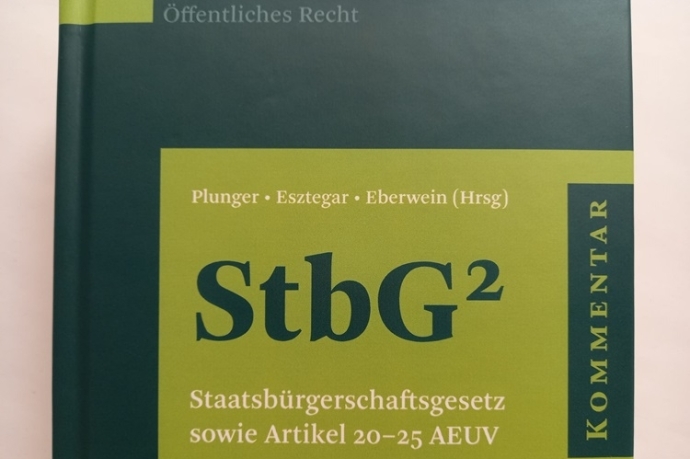 Öffentliches Recht
Plunger • Esztegar • Eberwein (Hrsg)
StbG²
Staatsbürgerschaftsgesetz
sowie Artikel 20–25 AEUV
KOMMENTAR